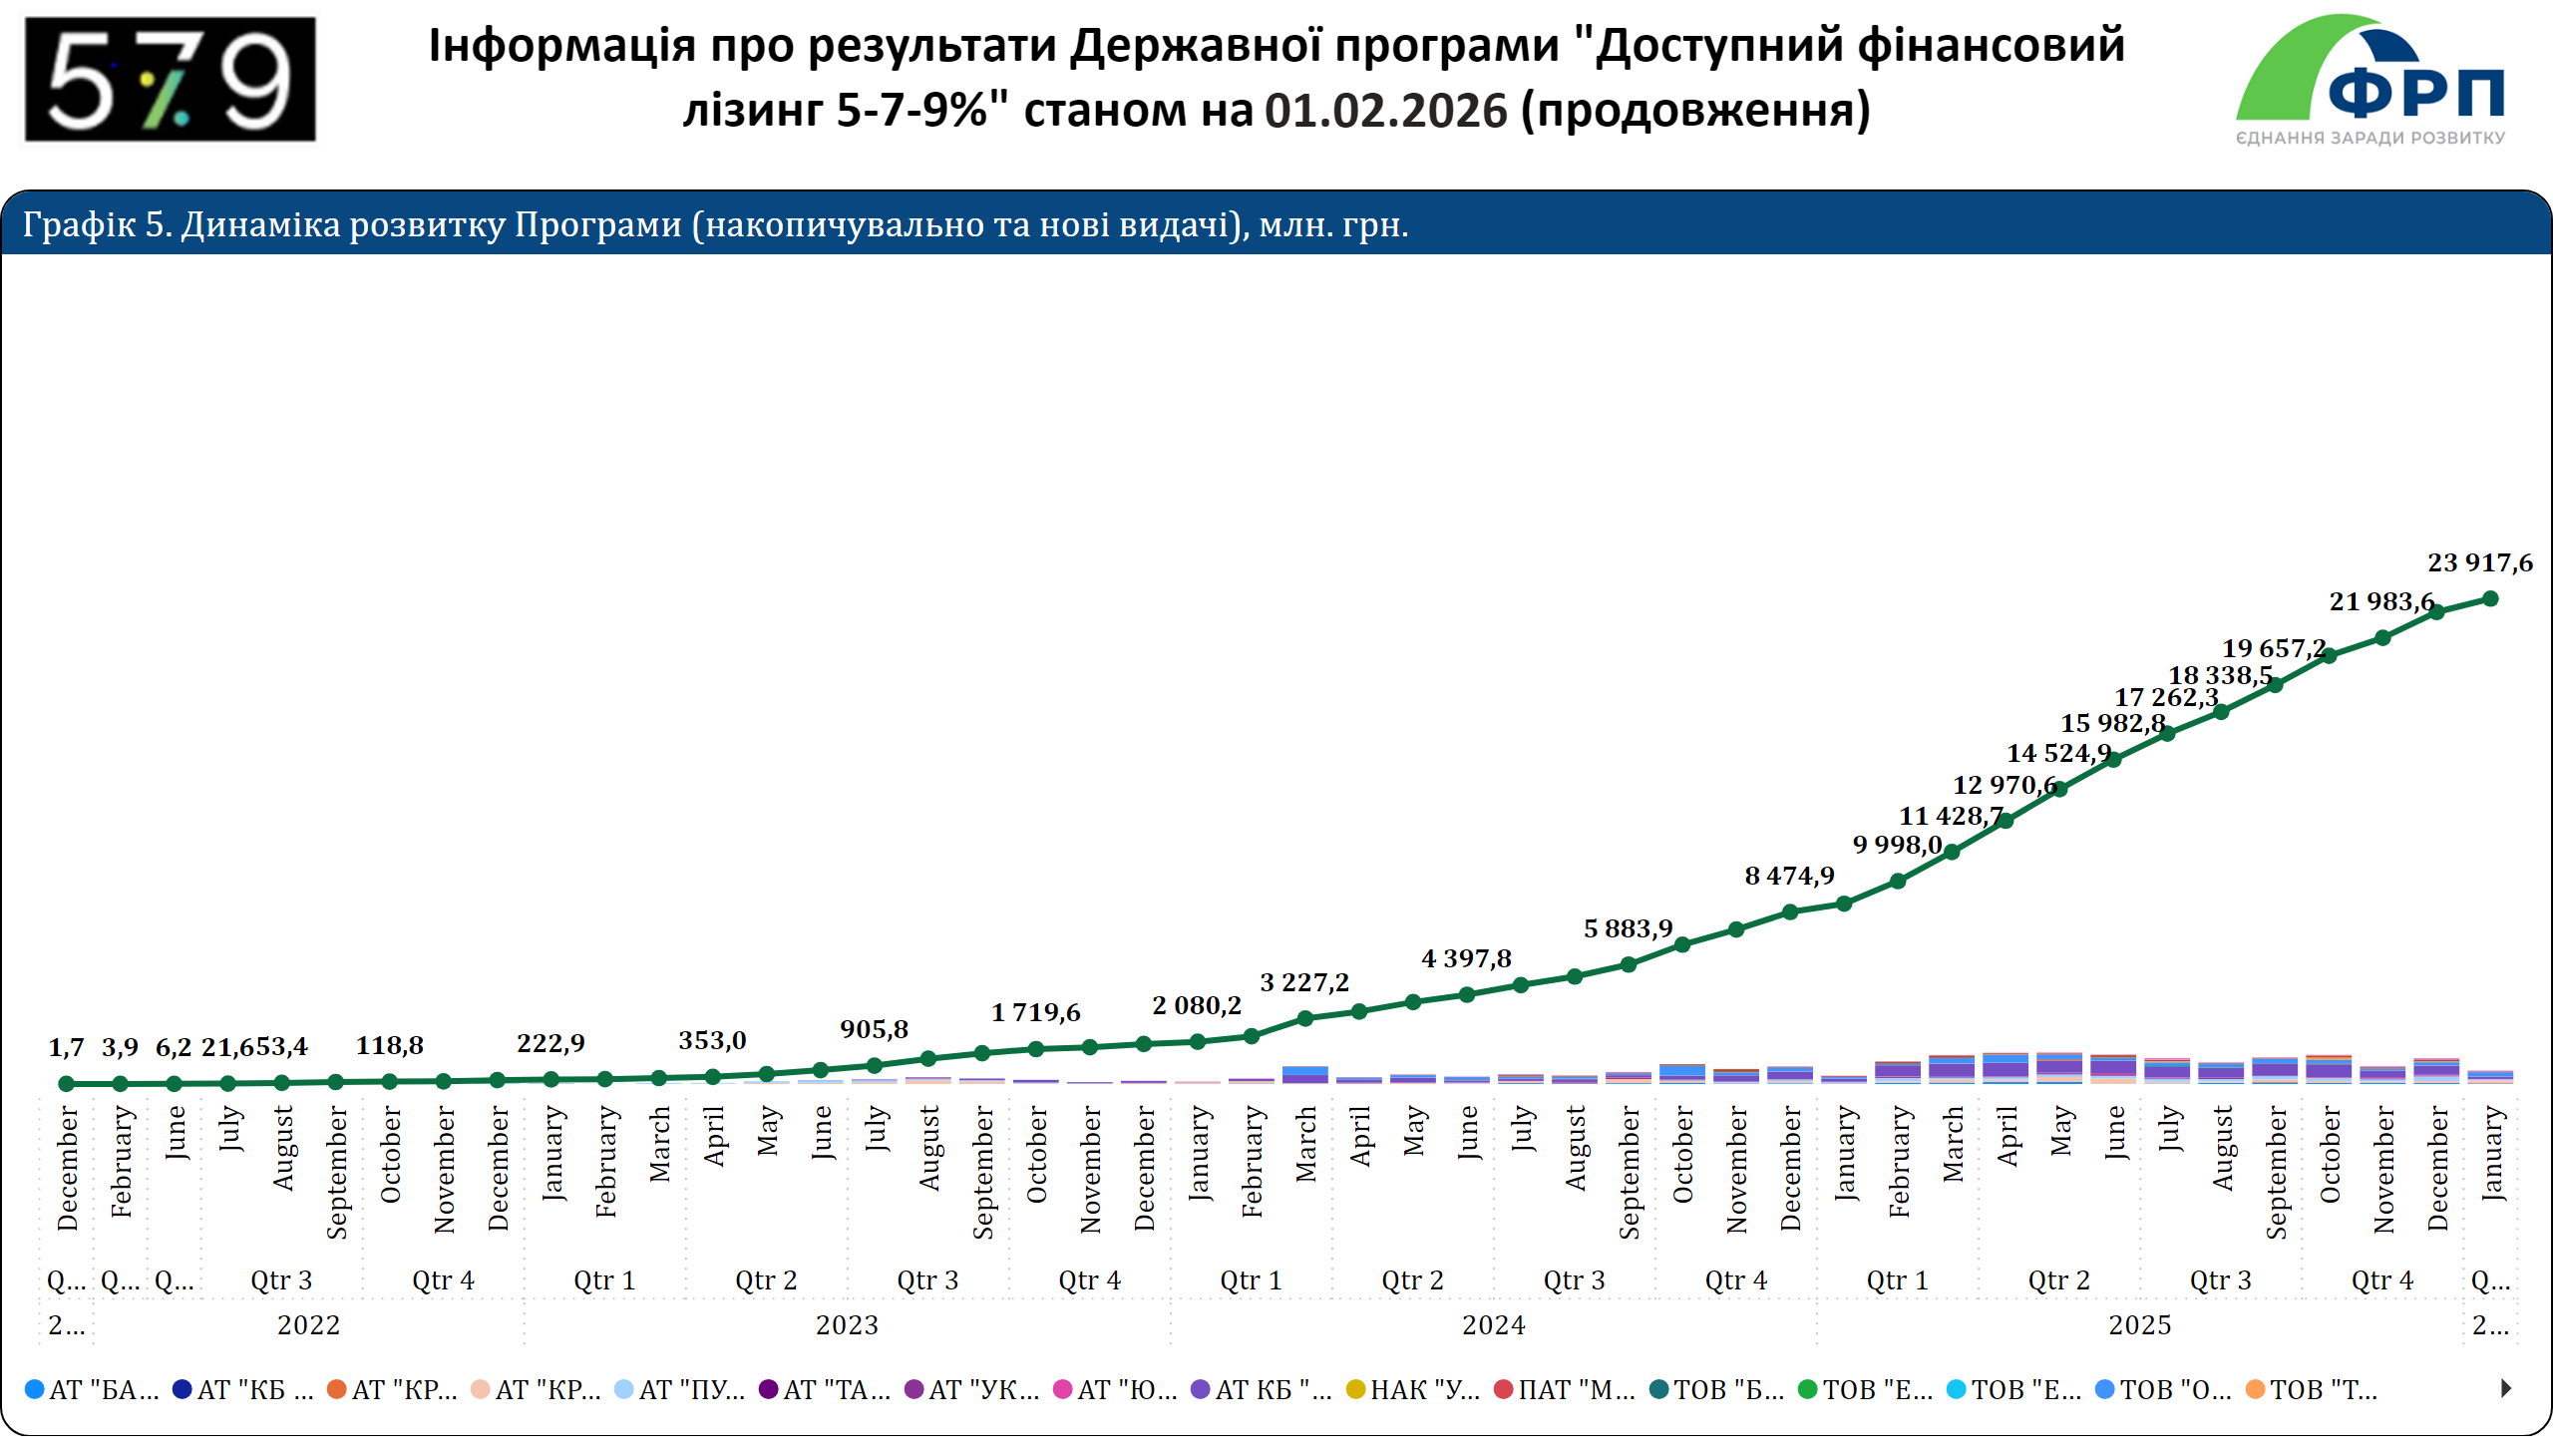 579
Інформація про результати Державної програми "Доступний фінансовий
лізинг 5-7-9%" станом на 01.02.2026 (продовження)
ФРП
ЄДНАННЯ ЗАРАДИ РОЗВИТКУ
Графік 5. Динаміка розвитку Програми (накопичувально та нові видачі), млн. грн.
1,7 3,9 6,2 21,6 53,4 118,8 222,9 353,0 905,8 1 719,6 2 080,2 3 227,2 4 397,8 5 883,9 8 474,9 9 998,0 11 428,7 12 970,6 14 524,9 15 982,8 17 262,3 18 338,5 19 657,2 21 983,6 23 917,6
December February June July August September October November December January February March April May June July August September October November December January February March April May June July August September October November December January February March April May June July August September October November December January
Q... Q... Q... Qtr 3 Qtr 4 Qtr 1 Qtr 2 Qtr 3 Qtr 4 Qtr 1 Qtr 2 Qtr 3 Qtr 4 Qtr 1 Qtr 2 Qtr 3 Qtr 4 Q...
2... 2022 2023 2024 2025 2...
АТ "БА... АТ "КБ ... АТ "КР... АТ "КР... АТ "ПУ... АТ "ТА... АТ "УК... АТ "Ю... АТ КБ "... НАК "У... ПАТ "М... ТОВ "Б... ТОВ "Е... ТОВ "Е... ТОВ "О... ТОВ "Т...